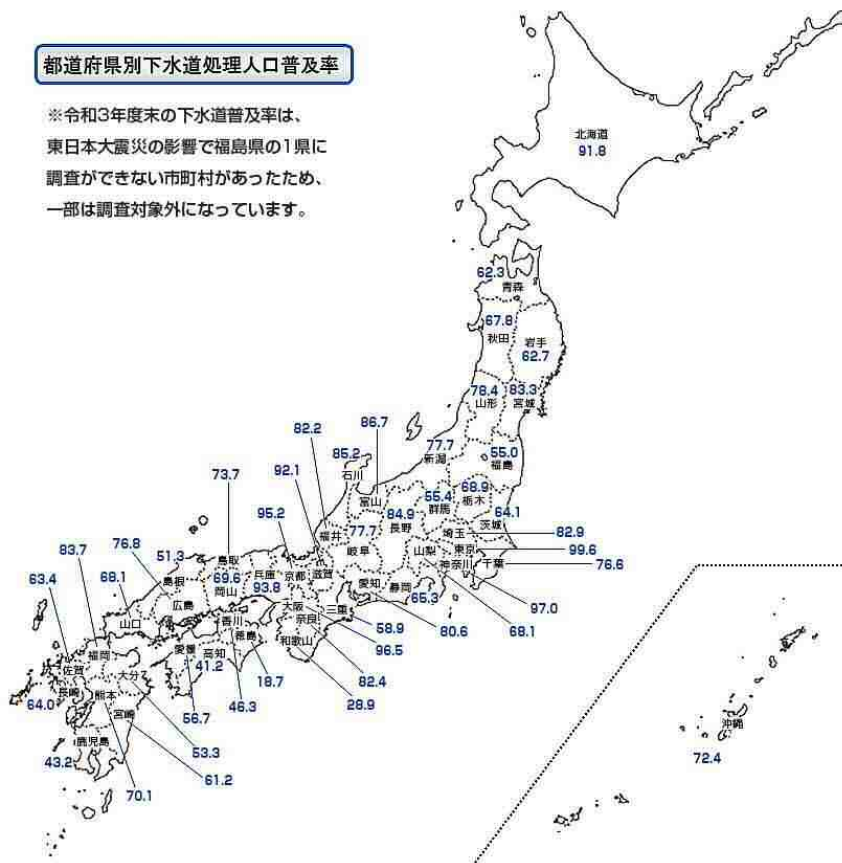 都道府県別下水道処理人口普及率
※令和3年度末の下水道普及率は、
東日本大震災の影響で福島県の1県に
調査ができない市町村があったため、
一部は調査対象外になっています。
北海道
91.8
62.3
青森
67.8
秋田
岩手
62.7
78.4
山形
83.3
宮城
82.2
86.7
77.7
新潟
55.0
福島
85.2
石川
92.1
73.7
富山
68.9
栃木
55.4
群馬
64.1
茨城
84.9
長野
95.2
福井
77.7
岐阜
埼玉
82.9
76.8
83.7
51.3
鳥取
山梨
東京
99.6
島根
69.6
岡山
兵庫
93.8
京都
滋賀
神奈川
千葉
76.6
63.4
68.1
広島
愛知
静岡
65.3
97.0
山口
大阪
三重
香川
奈良
58.9
80.6
68.1
徳島
和歌山
96.5
福岡
愛媛
高知
41.2
佐賀
大分
18.7
82.4
長崎
熊本
64.0
46.3
28.9
宮崎
56.7
鹿児島
53.3
43.2
61.2
70.1
沖縄
72.4